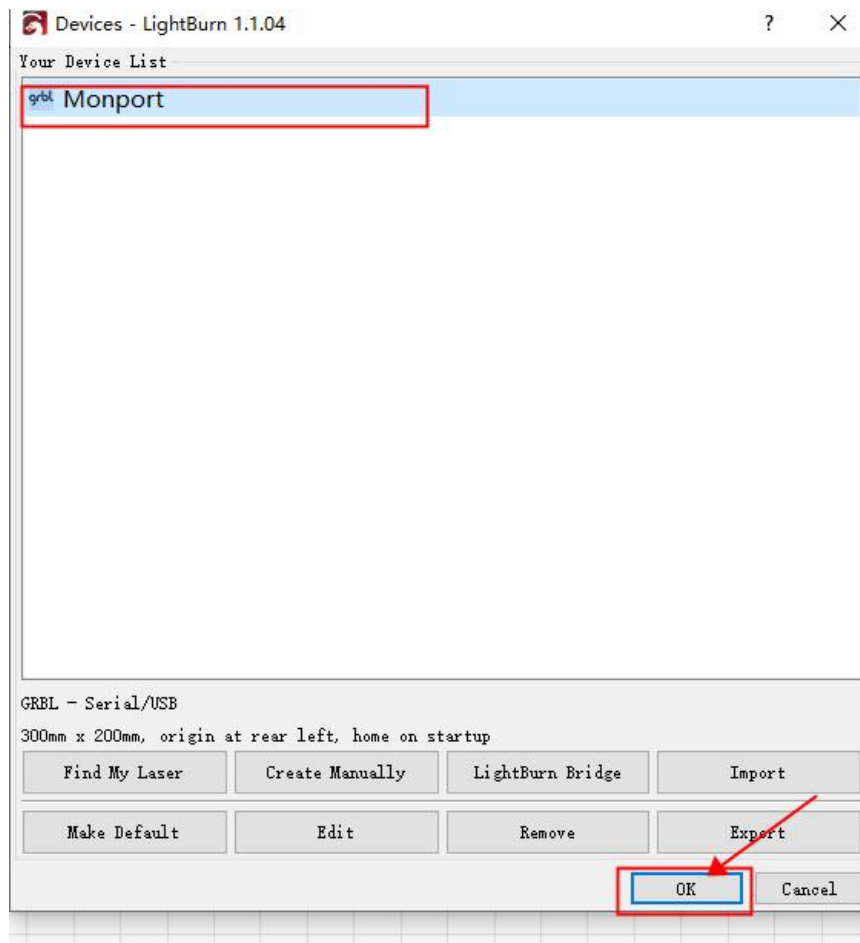 Devices - LightBurn 1.1.04 ? ×
Your Device List
grbl Monport
GRBL - Serial/USB
300mm x 200mm, origin at rear left, home on startup
Find My Laser Create Manually LightBurn Bridge Import
Make Default Edit Remove Export
OK Cancel